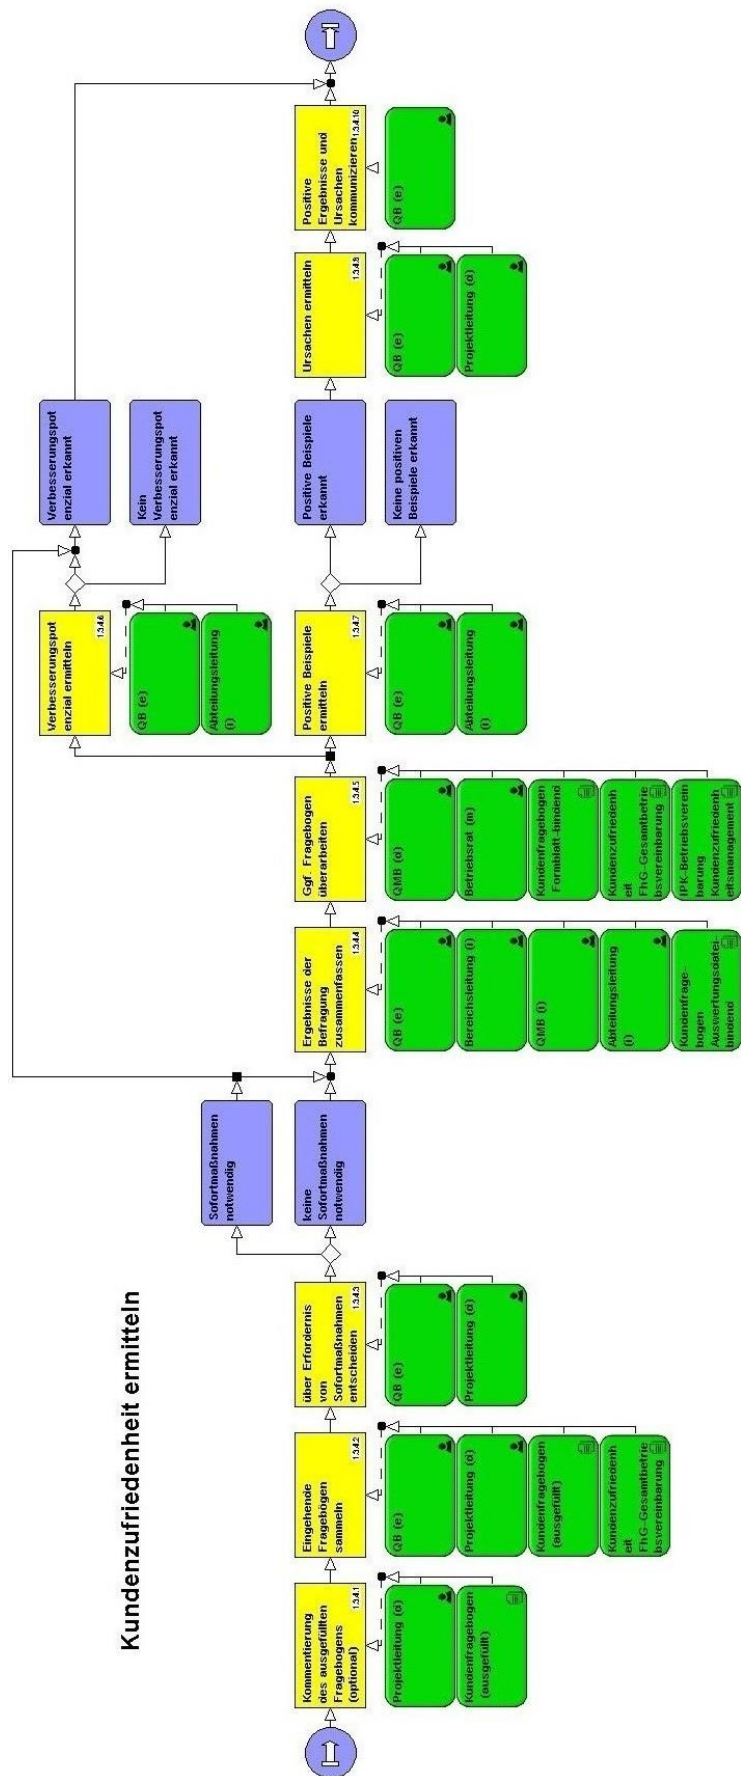 Kundenzufriedenheit ermitteln
Kommentierung
des ausgefüllten
Fragebogens
(optional)
1.3.4.1
Projektleitung (d)
Kundenfragebogen
(ausgefüllt)
Eingehende
Fragebögen
sammeln
1.3.4.2
QB (e)
Projektleitung (d)
Kundenfragebogen
(ausgefüllt)
Kundenzufriedenh
eit
FhG-Gesamtbetrie
bsvereinbarung
über Erfordernis
von
Sofortmaßnahmen
entscheiden
1.3.4.3
QB (e)
Projektleitung (d)
Sofortmaßnahmen
notwendig
keine
Sofortmaßnahmen
notwendig
Ergebnisse der
Befragung
zusammenfassen
1.3.4.4
QB (e)
Bereichsleitung (i)
QMB (i)
Abteilungsleitung
(i)
Kundenfrage-
bogen
Auswertungsdatei-
bindend
Ggf. Fragebogen
überarbeiten
1.3.4.5
QMB (d)
Betriebsrat (m)
Kundenfragebogen
Formblatt-bindend
Kundenzufriedenh
eit
FhG-Gesamtbetrie
bsvereinbarung
IPK-Betriebsverein
barung
Kundenzufriedenh
eitsmanagement
Verbesserungspot
enzial ermitteln
1.3.4.6
QB (e)
Abteilungsleitung
(i)
Positive Beispiele
ermitteln
1.3.4.7
QB (e)
Abteilungsleitung
(i)
Verbesserungspot
enzial erkannt
Kein
Verbesserungspot
enzial erkannt
Positive Beispiele
erkannt
Keine positiven
Beispiele erkannt
Ursachen ermitteln
1.3.4.9
QB (e)
Projektleitung (d)
Positive
Ergebnisse und
Ursachen
kommunizieren
1.3.4.10
QB (e)